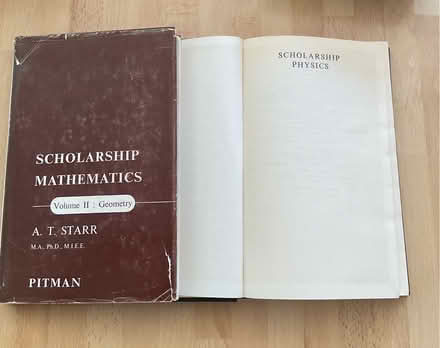 SCHOLARSHIP
MATHEMATICS
Volume II : Geometry
A. T. STARR
M.A., Ph.D., M.I.E.E.
PITMAN
SCHOLARSHIP
PHYSICS